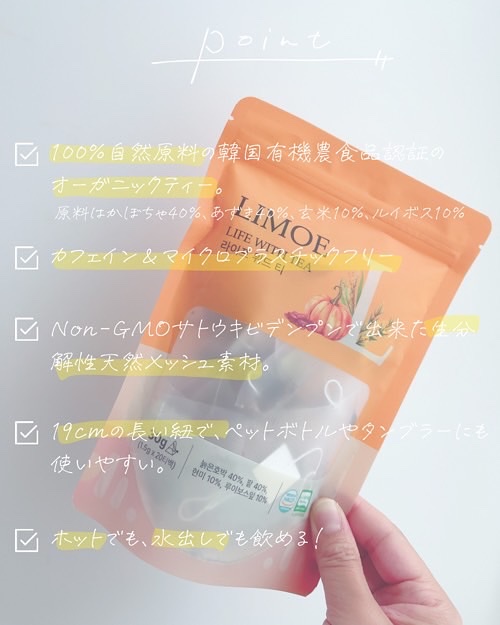 point
100%自然原料の韓国有機農食品認証の
オーガニックティー。
原料はかぼちゃ40%、あずき40%、玄米10%、ルイボス10%
カフェイン&マイクロプラスチックフリー
Non-GMOサトウキビデンプンで出来た生分
解性天然メッシュ素材。
19cmの長い紐で、ペットボトルやタンブラーにも
使いやすい。
ホットでも、水出しでも飲める!
LIMOE
LIFE WITH TEA
늙은호박 40%, 팥 40%,
현미 10%, 루이보스잎 10%